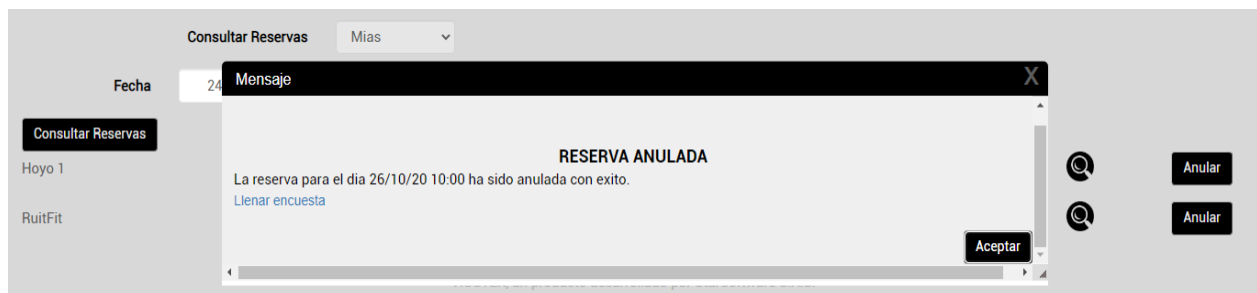 Consultar Reservas Mias
Fecha 24
Mensaje X
Consultar Reservas
RESERVA ANULADA
Hoyo 1 Anular
La reserva para el dia 26/10/20 10:00 ha sido anulada con exito.
Llenar encuesta
RuitFit Anular
Aceptar